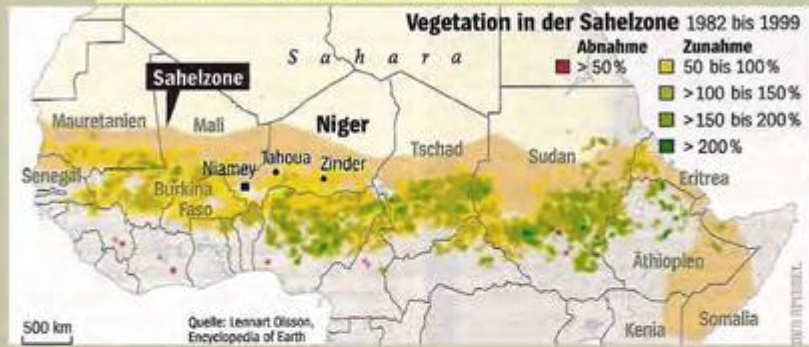 Vegetation in der Sahelzone 1982 bis 1999
Abnahme
> 50 %
Zunahme
50 bis 100 %
>100 bis 150 %
>150 bis 200 %
> 200 %
Sahara
Sahelzone
Mauretanien
Mali
Niger
Tschad
Sudan
Eritrea
Senegal
Burkina
Faso
Niamey
Tahoua
Zinder
Äthiopien
Kenia
Somalia
500 km
Quelle: Lennart Olsson,
Encyclopedia of Earth